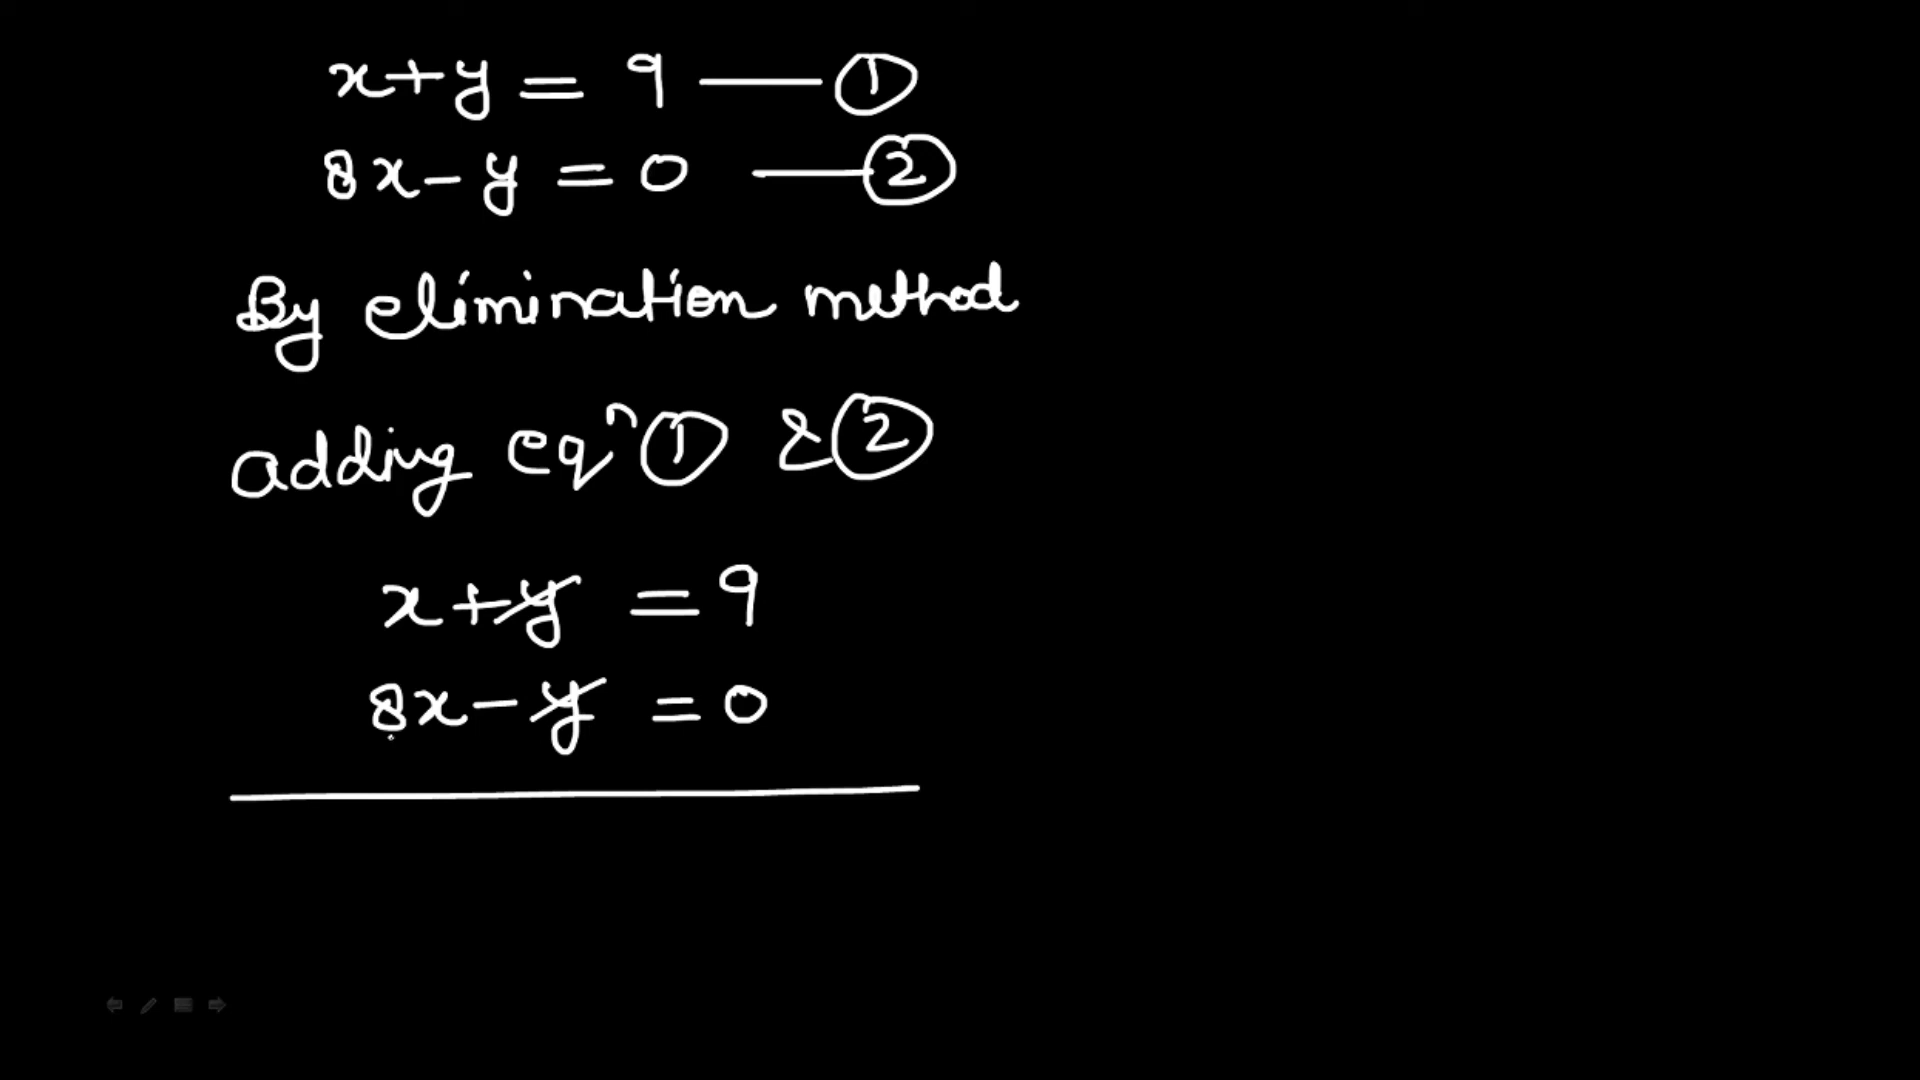 x+y = 9 —— ①
8x-y = 0 —— ②
By elimination method
adding eqⁿ ① & ②
x+y = 9
8x-y = 0